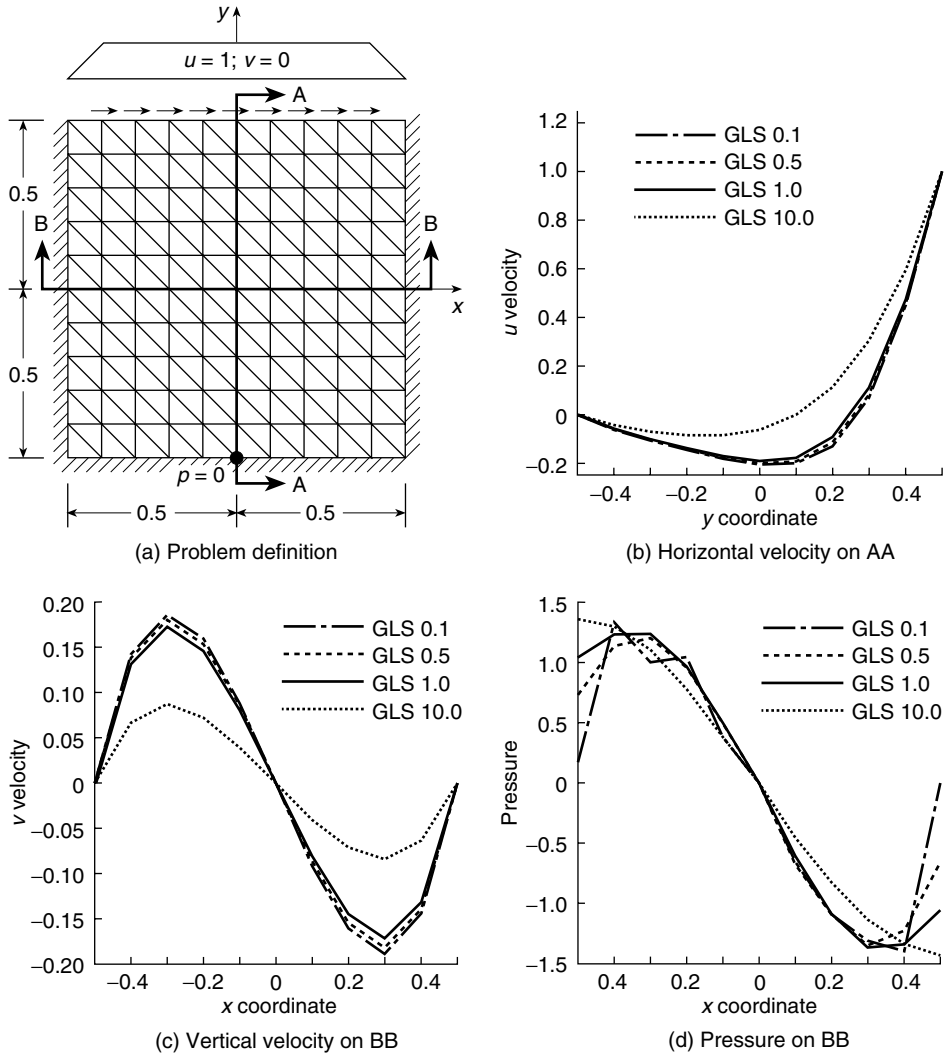 y
u = 1; v = 0
A
0.5
B
B
x
0.5
p = 0
A
0.5
0.5
(a) Problem definition
1.2
1.0
0.8
0.6
0.4
0.2
0
−0.2
u velocity
GLS 0.1
GLS 0.5
GLS 1.0
GLS 10.0
−0.4
−0.2
0
0.2
0.4
y coordinate
(b) Horizontal velocity on AA
0.20
0.15
0.10
0.05
0
−0.05
−0.10
−0.15
−0.20
v velocity
GLS 0.1
GLS 0.5
GLS 1.0
GLS 10.0
−0.4
−0.2
0
0.2
0.4
x coordinate
(c) Vertical velocity on BB
1.5
1.0
0.5
0
−0.5
−1.0
−1.5
Pressure
GLS 0.1
GLS 0.5
GLS 1.0
GLS 10.0
0.4
−0.2
0
0.2
0.4
x coordinate
(d) Pressure on BB